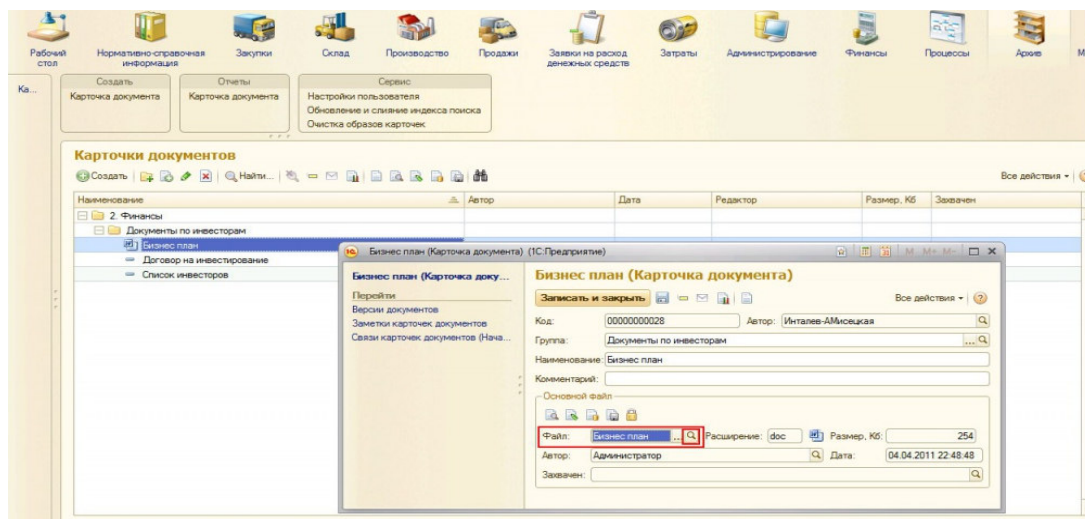 Рабочий стол
Нормативно-справочная информация
Закупки
Склад
Производство
Продажи
Заявки на расход денежных средств
Затраты
Администрирование
Финансы
Процессы
Архив
М
Ка...
Создать
Карточка документа
Отчеты
Карточка документа
Сервис
Настройки пользователя
Обновление и слияние индекса поиска
Очистка образов карточек
Карточки документов
Создать Найти... Все действия
Наименование Автор Дата Редактор Размер, Кб Захвачен
2. Финансы
Документы по инвесторам
Бизнес план
Договор на инвестирование
Список инвесторов
Бизнес план (Карточка документа) (1С:Предприятие) M M+ M-
Бизнес план (Карточка доку...
Перейти
Версии документов
Заметки карточек документов
Связи карточек документов (Нача...
Бизнес план (Карточка документа)
Записать и закрыть Все действия
Код: 00000000028 Автор: Инталев-АМисецкая
Группа: Документы по инвесторам ...
Наименование: Бизнес план
Комментарий:
Основной файл
Файл: Бизнес план ... Расширение: doc Размер, Кб: 254
Автор: Администратор Дата: 04.04.2011 22:48:48
Захвачен: